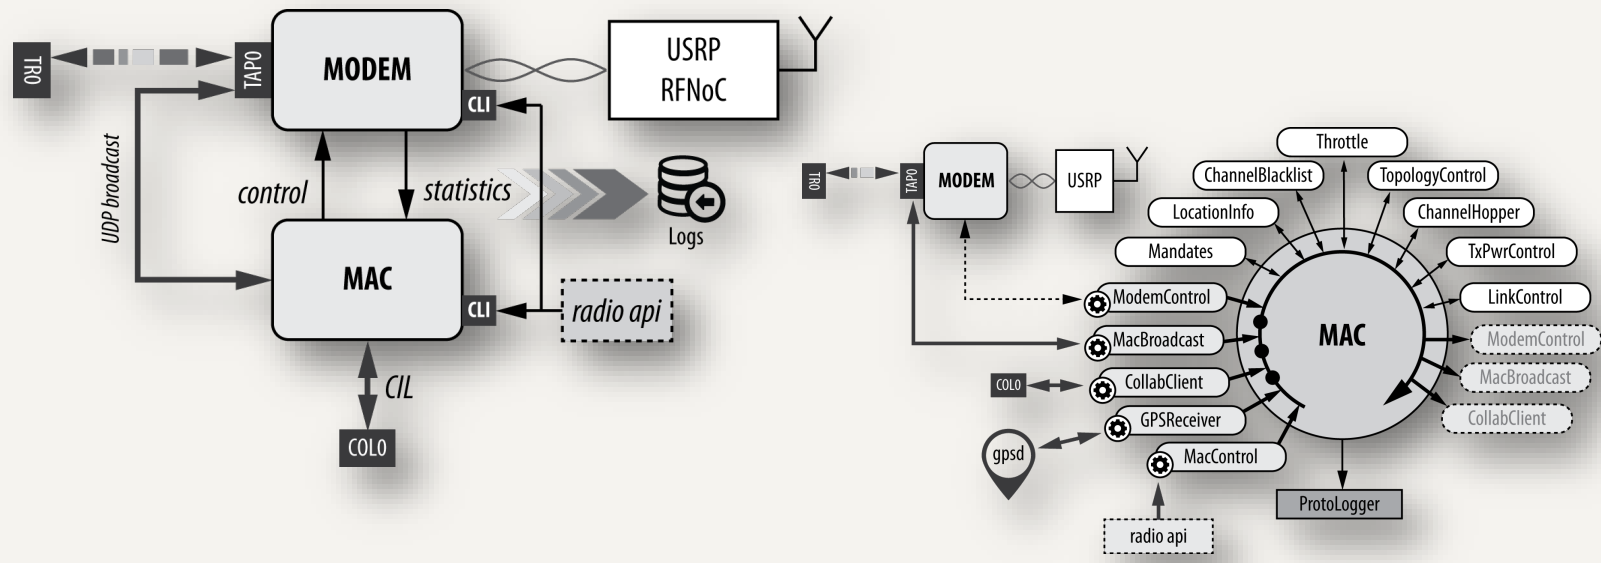 TR0
TAP0
MODEM
CLI
USRP
RFNoC
UDP broadcast
control
statistics
Logs
MAC
CLI
radio api
CIL
COL0
TR0
TAP0
MODEM
USRP
Throttle
ChannelBlacklist
TopologyControl
LocationInfo
ChannelHopper
Mandates
TxPwrControl
ModemControl
LinkControl
MacBroadcast
MAC
ModemControl
COL0
CollabClient
MacBroadcast
GPSReceiver
CollabClient
gpsd
MacControl
ProtoLogger
radio api